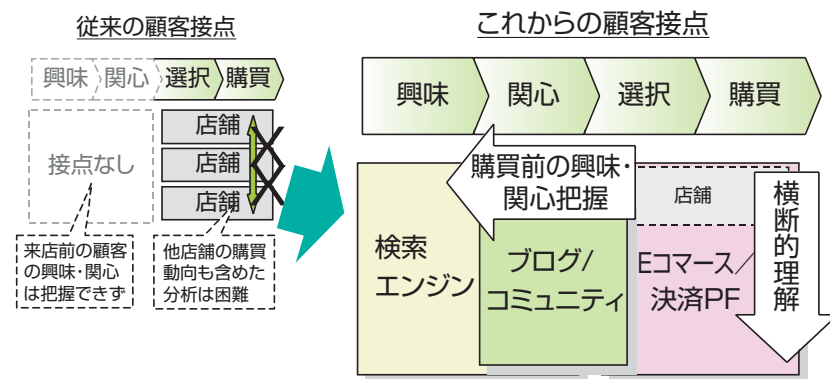 従来の顧客接点
興味
関心
選択
購買
接点なし
店舗
店舗
店舗
来店前の顧客
の興味・関心
は把握できず
他店舗の購買
動向も含めた
分析は困難
これからの顧客接点
興味
関心
選択
購買
購買前の興味・
関心把握
検索
エンジン
ブログ/
コミュニティ
店舗
Eコマース/
決済PF
横断的理解